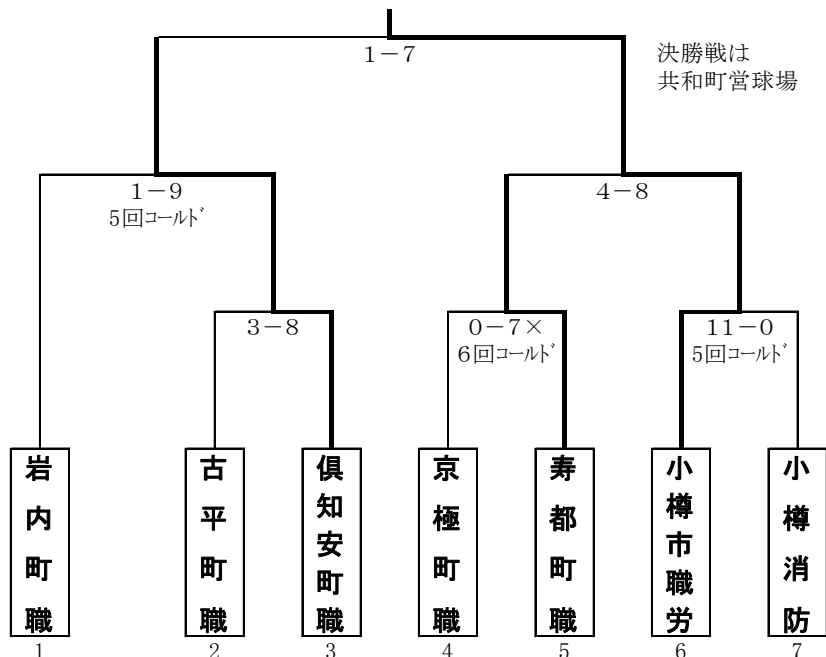 1－7
決勝戦は
共和町営球場
1－9
5回ｺｰﾙﾄﾞ
4－8
3－8
0－7×
6回ｺｰﾙﾄﾞ
11－0
5回ｺｰﾙﾄﾞ
岩内町職
古平町職
倶知安町職
京極町職
寿都町職
小樽市職労
小樽消防
1
2
3
4
5
6
7